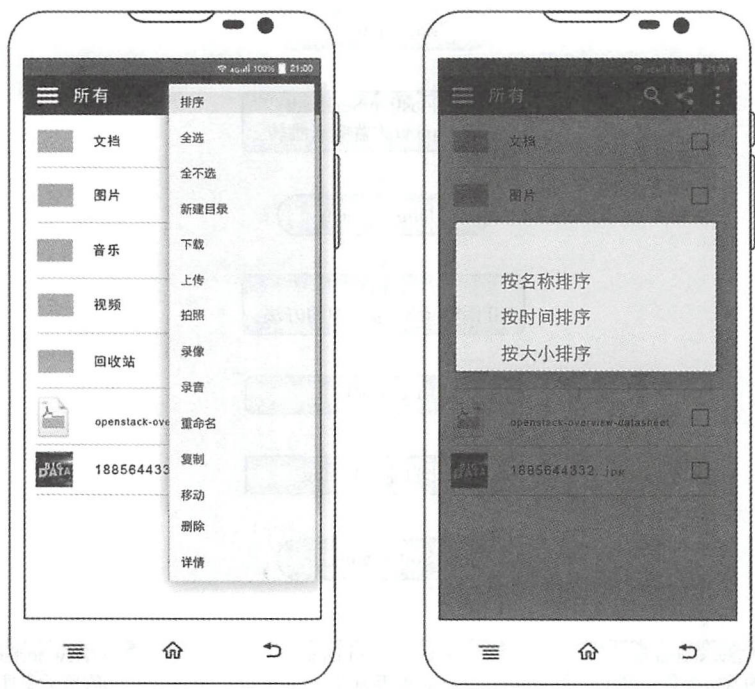 4G 100% 21:00
所有
文档
图片
音乐
视频
回收站
openstack-ove
188564433
排序
全选
全不选
新建目录
下载
上传
拍照
录像
录音
重命名
复制
移动
删除
详情
21:00
所有
文档
图片
按名称排序
按时间排序
按大小排序
openstack-overview-datasheet
1885644332.jpg